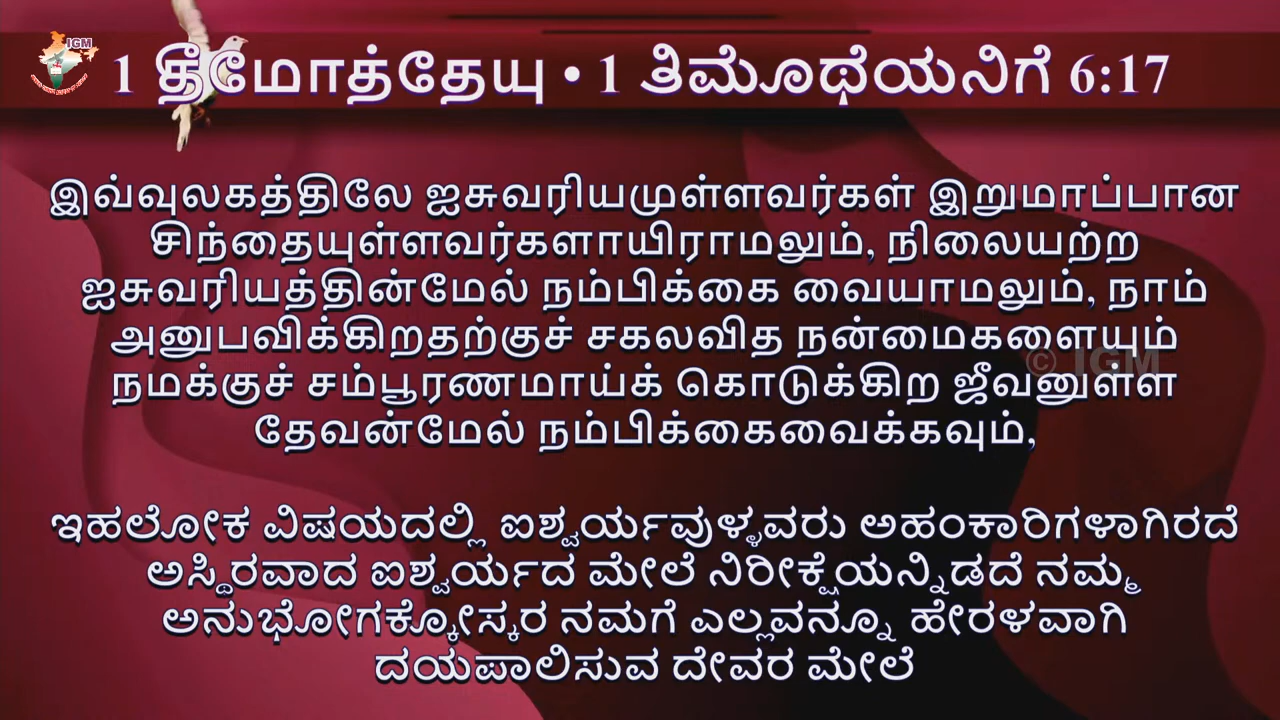 IGM
1 தீமோத்தேயு • 1 ತಿಮೊಥೆಯನಿಗೆ 6:17
இவ்வுலகத்திலே ஐசுவரியமுள்ளவர்கள் இறுமாப்பான
சிந்தையுள்ளவர்களாயிராமலும், நிலையற்ற
ஐசுவரியத்தின்மேல் நம்பிக்கை வையாமலும், நாம்
அனுபவிக்கிறதற்குச் சகலவித நன்மைகளையும்
© IGM
நமக்குச் சம்பூரணமாய்க் கொடுக்கிற ஜீவனுள்ள
தேவன்மேல் நம்பிக்கைவைக்கவும்,
ಇಹಲೋಕ ವಿಷಯದಲ್ಲಿ ಐಶ್ವರ್ಯವುಳ್ಳವರು ಅಹಂಕಾರಿಗಳಾಗಿರದೆ
ಅಸ್ಥಿರವಾದ ಐಶ್ವರ್ಯದ ಮೇಲೆ ನಿರೀಕ್ಷೆಯನ್ನಿಡದೆ ನಮ್ಮ
ಅನುಭೋಗಕ್ಕೋಸ್ಕರ ನಮಗೆ ಎಲ್ಲವನ್ನೂ ಹೇರಳವಾಗಿ
ದಯಪಾಲಿಸುವ ದೇವರ ಮೇಲೆ